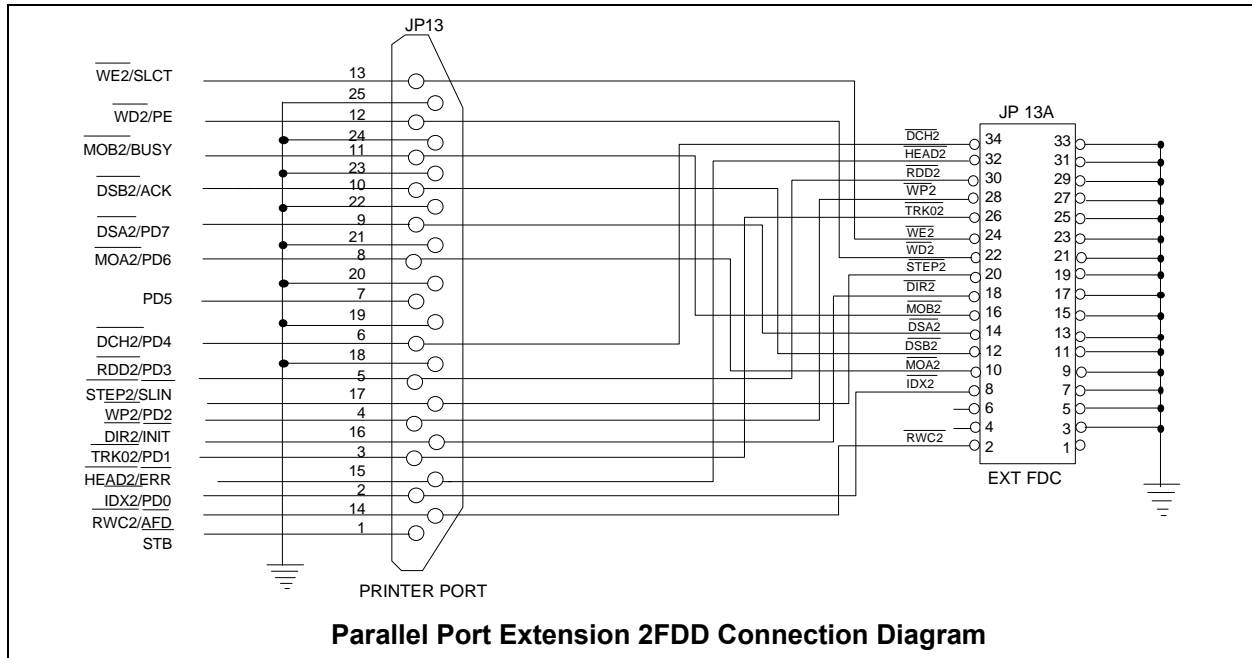 JP13
WE2/SLCT 13
25
WD2/PE 12
24
MOB2/BUSY 11
23
DSB2/ACK 10
22
DSA2/PD7 9
21
MOA2/PD6 8
20
PD5 7
19
DCH2/PD4 6
18
RDD2/PD3 5
STEP2/SLIN 17
WP2/PD2 4
DIR2/INIT 16
TRK02/PD1 3
HEAD2/ERR 15
IDX2/PD0 2
RWC2/AFD 14
STB 1
PRINTER PORT
JP 13A
DCH2 34 33
HEAD2 32 31
RDD2 30 29
WP2 28 27
TRK02 26 25
WE2 24 23
WD2 22 21
STEP2 20 19
DIR2 18 17
MOB2 16 15
DSA2 14 13
DSB2 12 11
MOA2 10 9
IDX2 8 7
6 5
4 3
RWC2 2 1
EXT FDC
Parallel Port Extension 2FDD Connection Diagram